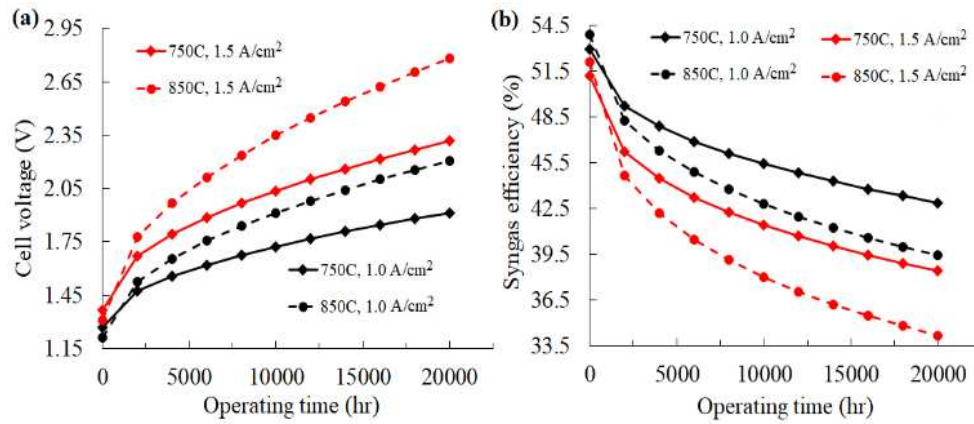 (a)
2.95
2.65
2.35
2.05
1.75
1.45
1.15
Cell voltage (V)
750C, 1.5 A/cm²
850C, 1.5 A/cm²
750C, 1.0 A/cm²
850C, 1.0 A/cm²
0 5000 10000 15000 20000
Operating time (hr)
(b)
54.5
51.5
48.5
45.5
42.5
39.5
36.5
33.5
Syngas efficiency (%)
750C, 1.0 A/cm² 750C, 1.5 A/cm²
850C, 1.0 A/cm² 850C, 1.5 A/cm²
0 5000 10000 15000 20000
Operating time (hr)